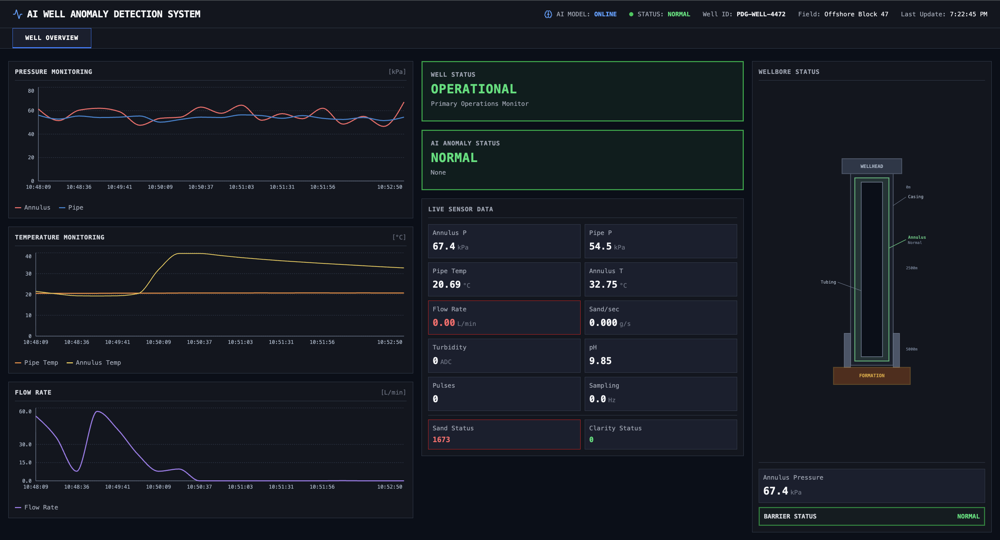 AI WELL ANOMALY DETECTION SYSTEM
AI MODEL: ONLINE
STATUS: NORMAL
Well ID: PDG-WELL-4472
Field: Offshore Block 47
Last Update: 7:22:45 PM
WELL OVERVIEW
PRESSURE MONITORING [kPa]
80
60
40
20
0
10:48:09 10:48:36 10:49:41 10:50:09 10:50:37 10:51:03 10:51:31 10:51:56 10:52:50
Annulus Pipe
TEMPERATURE MONITORING [°C]
40
30
20
10
0
10:48:09 10:48:36 10:49:41 10:50:09 10:50:37 10:51:03 10:51:31 10:51:56 10:52:50
Pipe Temp Annulus Temp
FLOW RATE [L/min]
60.0
30.0
15.0
0.0
10:48:09 10:48:36 10:49:41 10:50:09 10:50:37 10:51:03 10:51:31 10:51:56 10:52:50
Flow Rate
WELL STATUS
OPERATIONAL
Primary Operations Monitor
AI ANOMALY STATUS
NORMAL
None
LIVE SENSOR DATA
Annulus P
67.4 kPa
Pipe P
54.5 kPa
Pipe Temp
20.69 °C
Annulus T
32.75 °C
Flow Rate
0.00 L/min
Sand/sec
0.000 g/s
Turbidity
0 ADC
pH
9.85
Pulses
0
Sampling
0.0 Hz
Sand Status
1673
Clarity Status
0
WELLBORE STATUS
WELLHEAD
0m
Casing
Annulus
Normal
2500m
Tubing
5000m
FORMATION
Annulus Pressure
67.4 kPa
BARRIER STATUS NORMAL